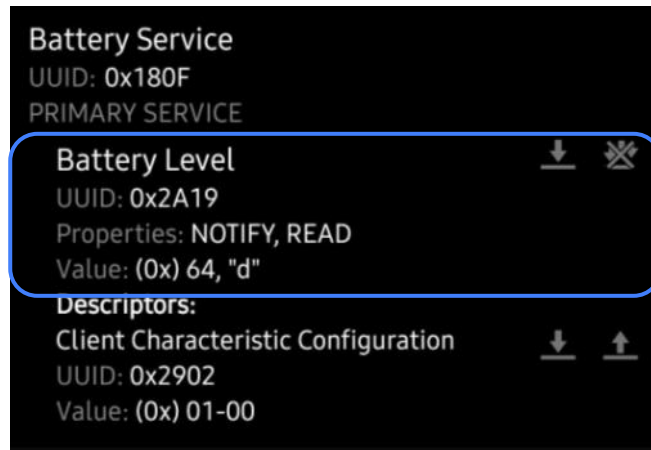 Battery Service
UUID: 0x180F
PRIMARY SERVICE
Battery Level
UUID: 0x2A19
Properties: NOTIFY, READ
Value: (0x) 64, "d"
Descriptors:
Client Characteristic Configuration
UUID: 0x2902
Value: (0x) 01-00